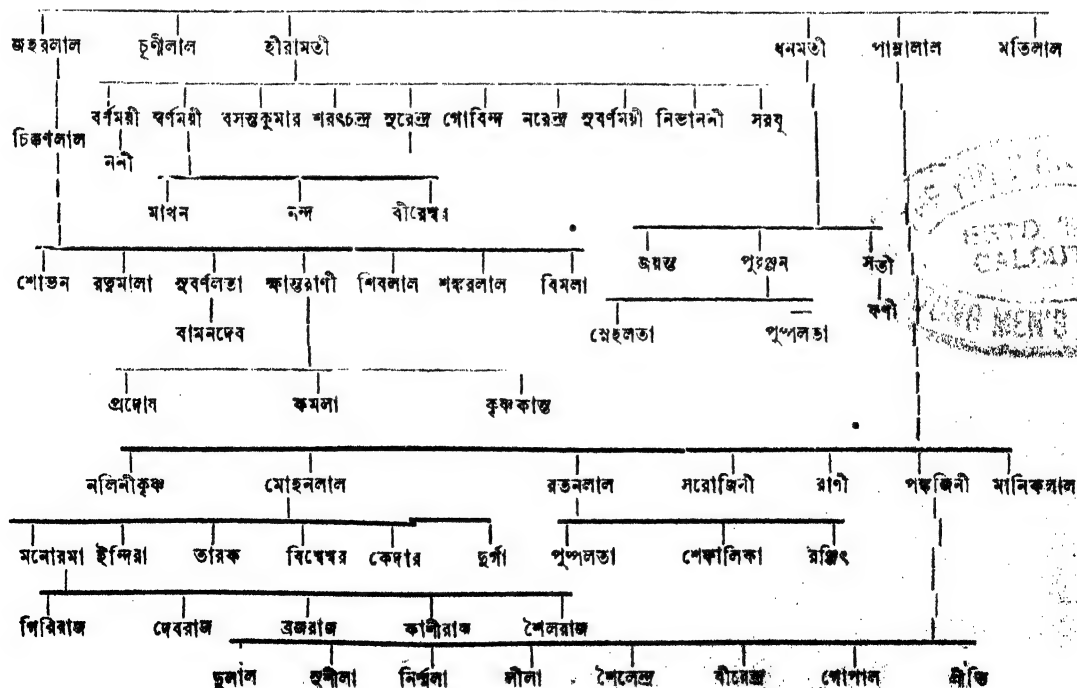 জহরলাল চূণীলাল হীরামতী ধনমতী পান্নালাল মতিলাল
বর্ণময়ী স্বর্ণময়ী বসন্তকুমার শরৎচন্দ্র সুরেন্দ্র গোবিন্দ নরেন্দ্র সুবর্ণময়ী নিভাননী সরযূ
চিক্কণলাল
ননী
মাখন নন্দ বীরেশ্বর
জয়ন্ত পুরঞ্জন সতী
শোভন রত্নমালা সুবর্ণলতা ক্ষান্তরাণী শিবলাল শঙ্করলাল বিমলা
ফণী
বামনদেব স্নেহলতা পুষ্পলতা
প্রদোষ কমলা কৃষ্ণকান্ত
নলিনীকৃষ্ণ মোহনলাল রতনলাল সরোজিনী রাণী পঙ্কজিনী মানিকলাল
মনোরমা ইন্দিরা তারক বিশ্বেশ্বর কেদার দুর্গা পুষ্পলতা শেফালিকা রঞ্জিৎ
গিরিরাজ দেবরাজ ব্রজরাজ কাশীরাজ শৈলরাজ
দুলাল সুশীলা নির্ম্মলা লীলা শৈলেন্দ্র বীরেন্দ্র গোপাল দীপ্তি